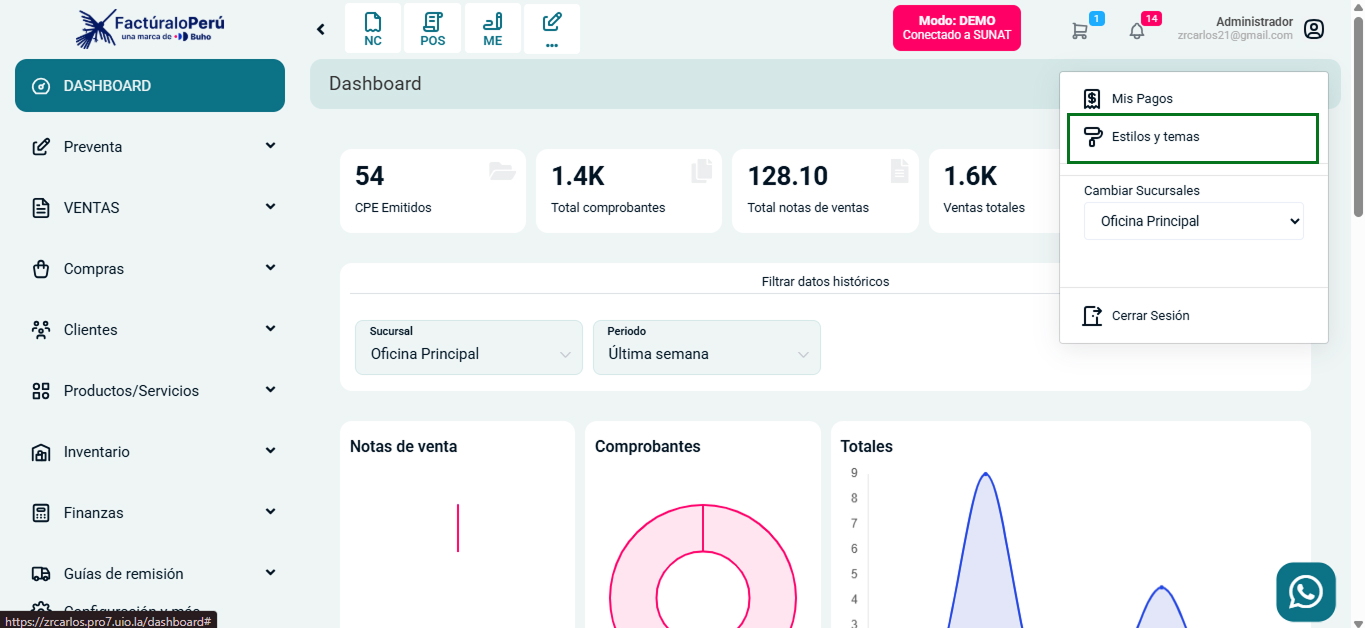 FactúraloPerú
una marca de Buho
NC
POS
ME
...
Modo: DEMO
Conectado a SUNAT
1
14
Administrador
zrcarlos21@gmail.com
DASHBOARD
Preventa
VENTAS
Compras
Clientes
Productos/Servicios
Inventario
Finanzas
Guías de remisión
Configuración y más
https://zrcarlos.pro7.uio.la/dashboard#
Dashboard
Mis Pagos
Estilos y temas
Cambiar Sucursales
Oficina Principal
Cerrar Sesión
54
CPE Emitidos
1.4K
Total comprobantes
128.10
Total notas de ventas
1.6K
Ventas totales
Filtrar datos históricos
Sucursal
Oficina Principal
Periodo
Última semana
Notas de venta
Comprobantes
Totales
9
8
7
6
5
4
3